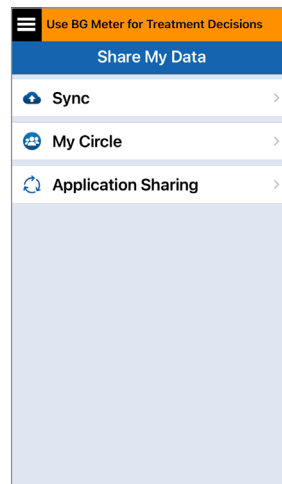 Use BG Meter for Treatment Decisions
Share My Data
Sync
My Circle
Application Sharing